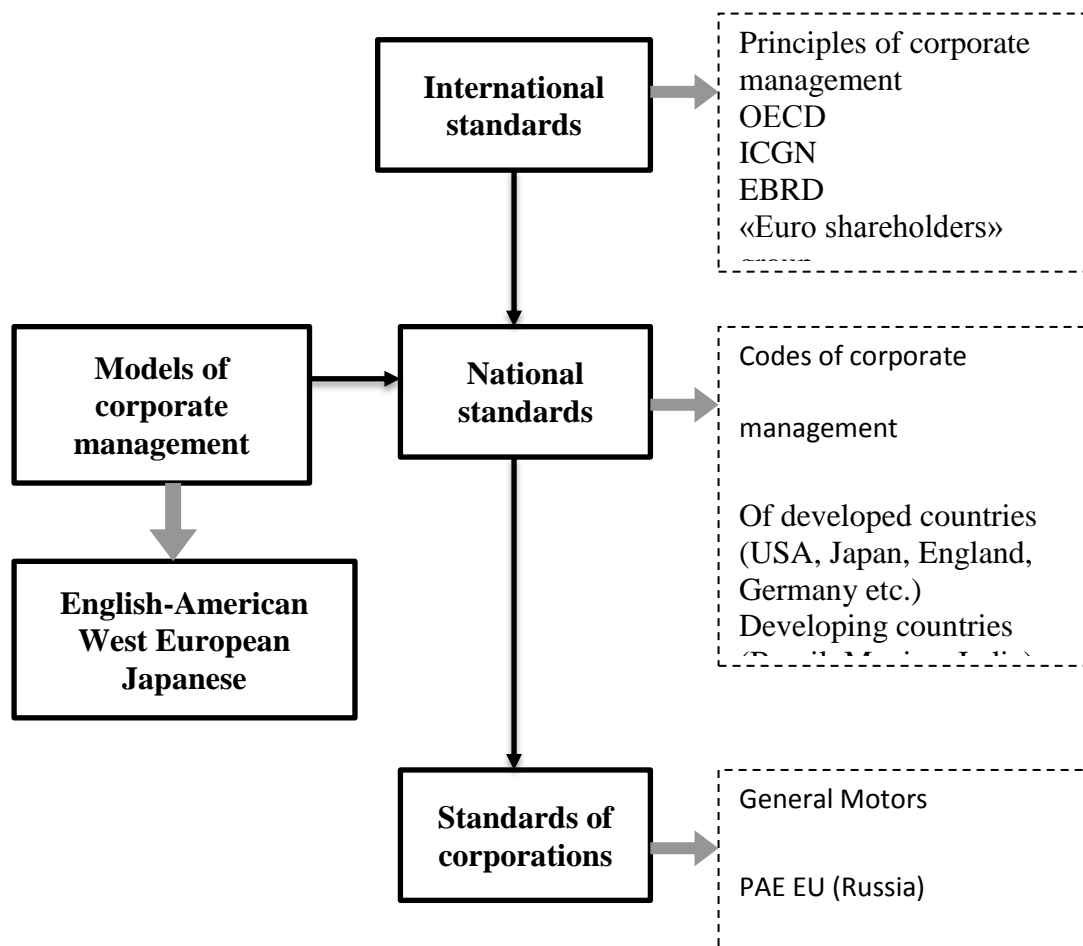 International
standards
Principles of corporate
management
OECD
ICGN
EBRD
«Euro shareholders»
Models of
corporate
management
National
standards
Codes of corporate
management
Of developed countries
(USA, Japan, England,
Germany etc.)
Developing countries
English-American
West European
Japanese
Standards of
corporations
General Motors
PAE EU (Russia)